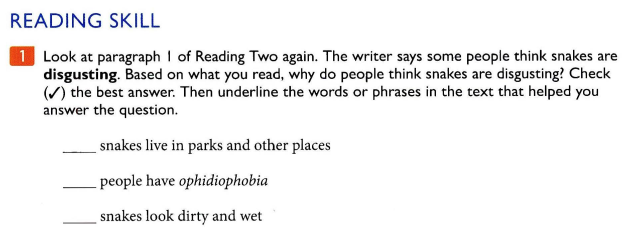 READING SKILL
1 Look at paragraph 1 of Reading Two again. The writer says some people think snakes are
disgusting. Based on what you read, why do people think snakes are disgusting? Check
(✓) the best answer. Then underline the words or phrases in the text that helped you
answer the question.
____ snakes live in parks and other places
____ people have ophidiophobia
____ snakes look dirty and wet